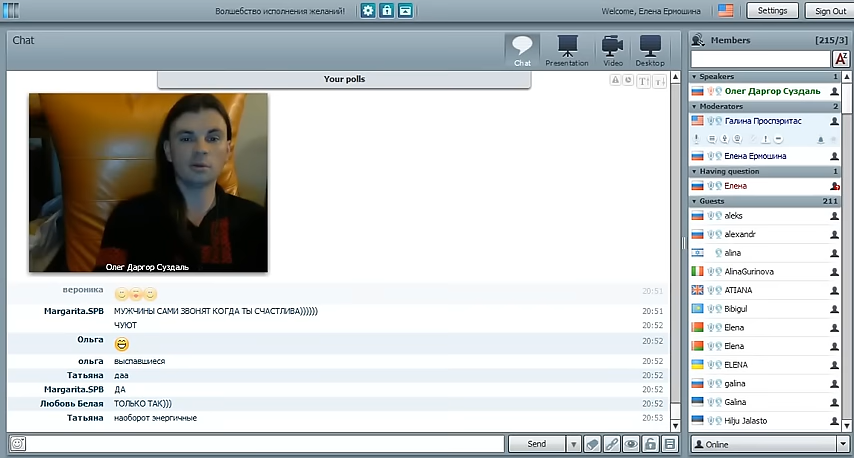 Волшебство исполнения желаний!
Welcome, Елена Ермошина
Settings
Sign Out
Chat
Chat
Presentation
Video
Desktop
Your polls
Олег Даргор Суздаль
вероника
20:51
Margarita.SPB МУЖЧИНЫ САМИ ЗВОНЯТ КОГДА ТЫ СЧАСТЛИВА)))))) 20:51
ЧУЮТ 20:52
Ольга 20:52
ольга выспавшиеся 20:52
Татьяна даа 20:52
Margarita.SPB ДА 20:52
Любовь Белая ТОЛЬКО ТАК))) 20:52
Татьяна наоборот энергичные 20:53
Send
Members [215/3]
AZ
Speakers 1
Олег Даргор Суздаль
Moderators 2
Галина Проспэритас
Елена Ермошина
Having question 1
Елена
Guests 211
aleks
alexandr
alina
AlinaGurinova
ATIANA
Bibigul
Elena
Elena
ELENA
galina
Galina
Hilju Jalasto
Online